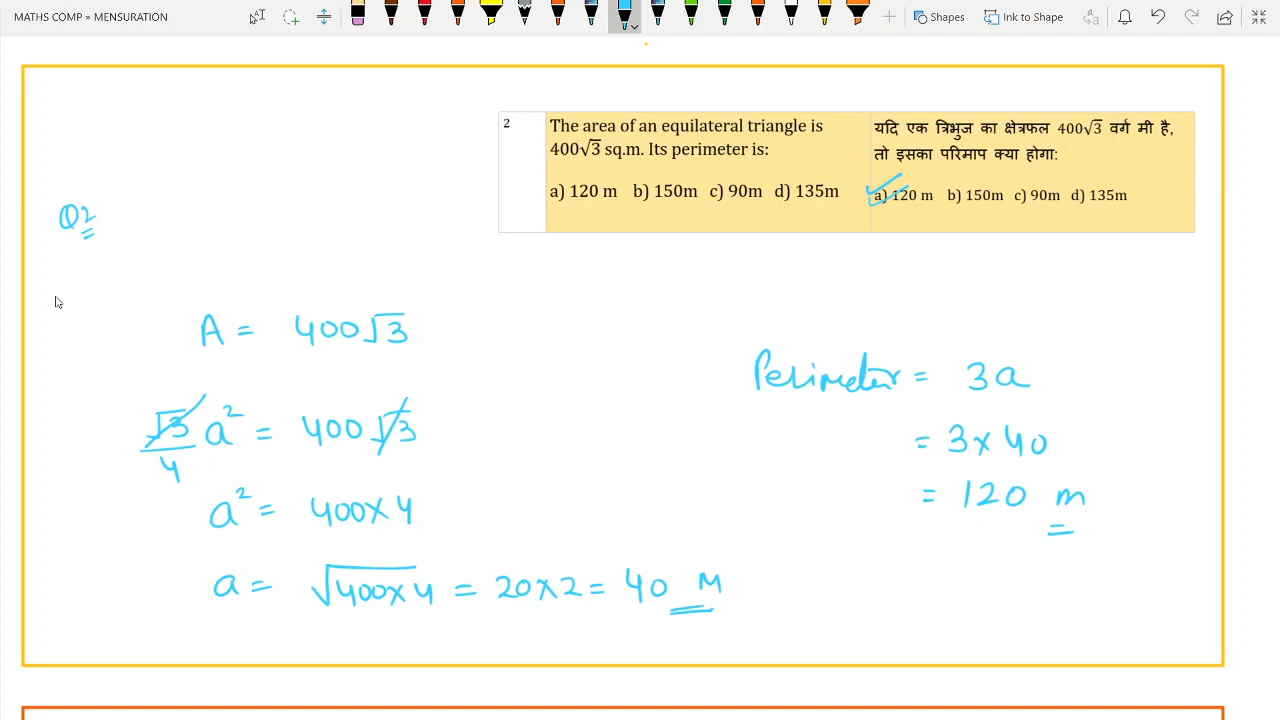 MATHS COMP » MENSURATION
Shapes
Ink to Shape
2
The area of an equilateral triangle is
400√3 sq.m. Its perimeter is:
a) 120 m b) 150m c) 90m d) 135m
यदि एक त्रिभुज का क्षेत्रफल 400√3 वर्ग मी है,
तो इसका परिमाप क्या होगा:
a) 120 m b) 150m c) 90m d) 135m
Q2
A = 400√3
√3/4 a² = 400√3
a² = 400×4
a = √400×4 = 20×2 = 40 M
Perimeter = 3a
= 3×40
= 120 m